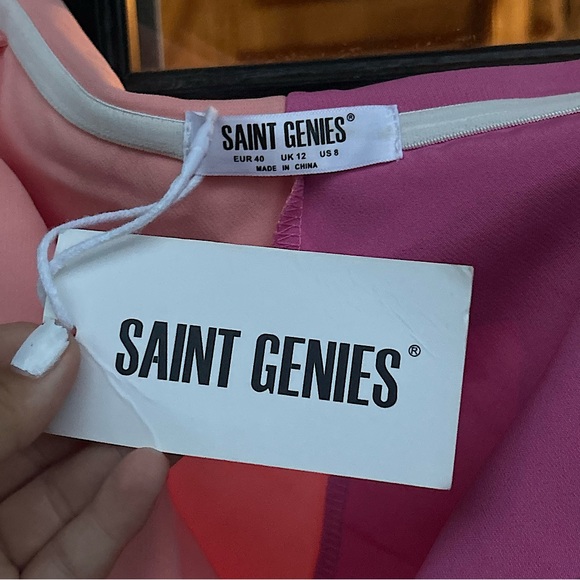 SAINT GENIES®
EUR 40 UK 12 US 8
MADE IN CHINA
SAINT GENIES®